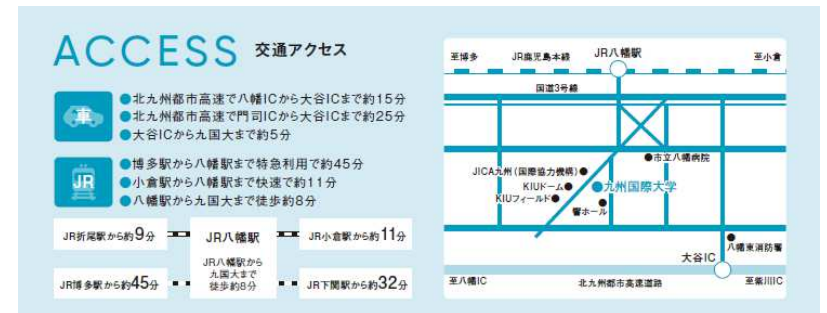 ACCESS 交通アクセス
車
●北九州都市高速で八幡ICから大谷ICまで約15分
●北九州都市高速で門司ICから大谷ICまで約25分
●大谷ICから九国大まで約5分
JR
●博多駅から八幡駅まで特急利用で約45分
●小倉駅から八幡駅まで快速で約11分
●八幡駅から九国大まで徒歩約8分
JR折尾駅から約9分
JR八幡駅
JR小倉駅から約11分
JR八幡駅から
九国大まで
徒歩約8分
JR博多駅から約45分
JR下関駅から約32分
至博多
JR鹿児島本線
JR八幡駅
至小倉
国道3号線
●市立八幡病院
JICA九州(国際協力機構)●
KIUドーム●
●九州国際大学
KIUフィールド●
響ホール
八幡東消防署
大谷IC
至八幡IC
北九州都市高速道路
至紫川IC